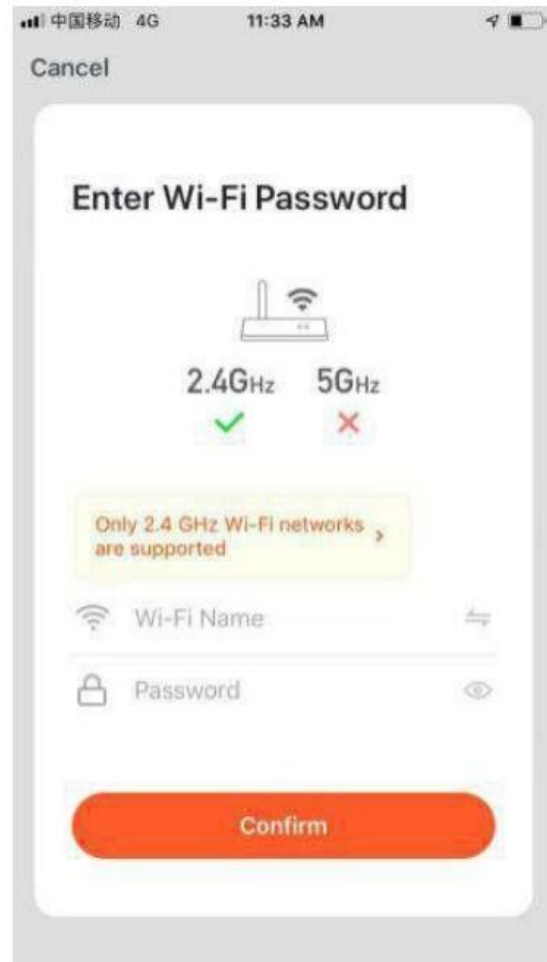 中国移动 4G 11:33 AM
Cancel
Enter Wi-Fi Password
2.4GHz 5GHz
Only 2.4 GHz Wi-Fi networks
are supported
Wi-Fi Name
Password
Confirm